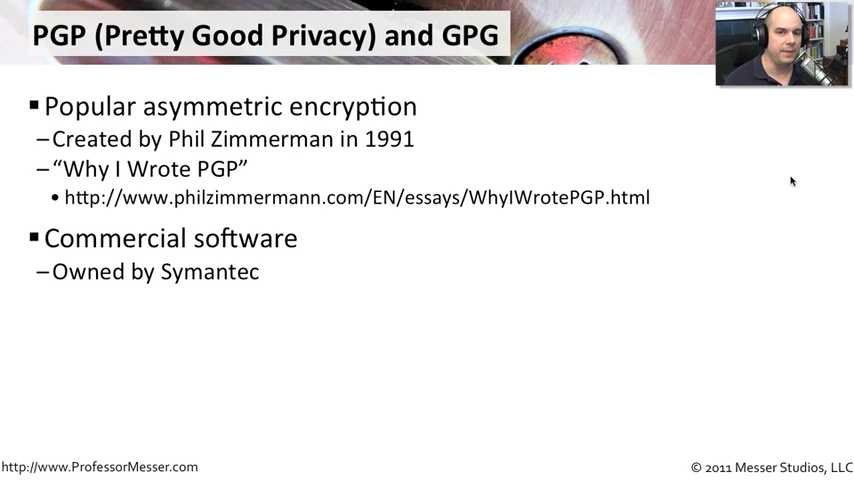 PGP (Pretty Good Privacy) and GPG
▪ Popular asymmetric encryption
– Created by Phil Zimmerman in 1991
– “Why I Wrote PGP”
• http://www.philzimmermann.com/EN/essays/WhyIWrotePGP.html
▪ Commercial software
– Owned by Symantec
http://www.ProfessorMesser.com
© 2011 Messer Studios, LLC